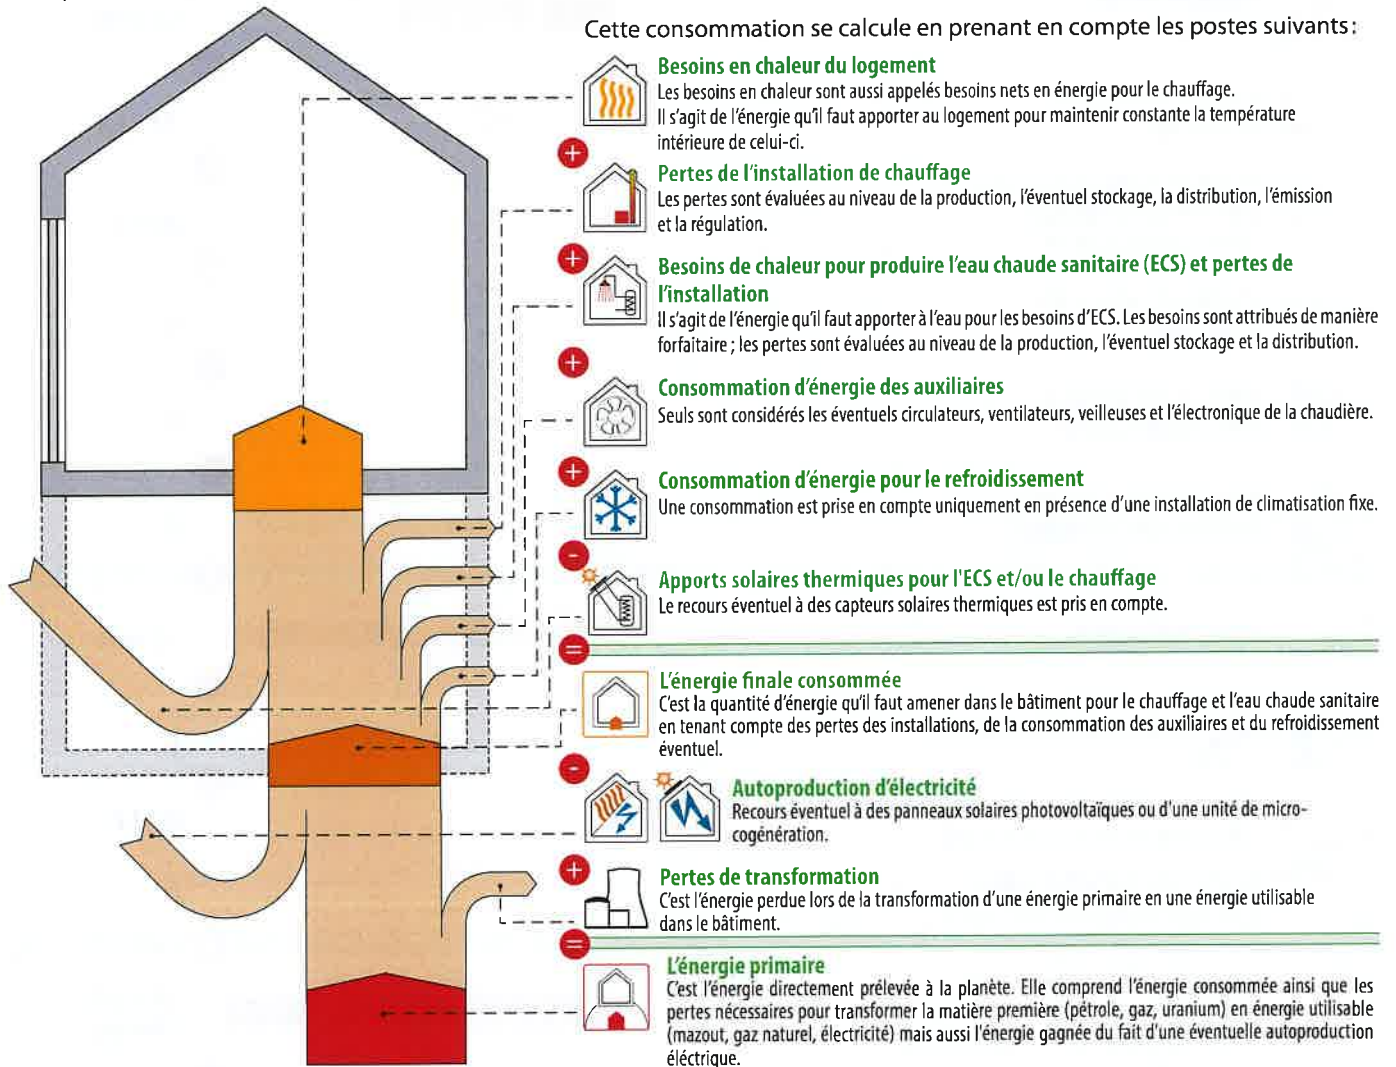 Cette consommation se calcule en prenant en compte les postes suivants :
Besoins en chaleur du logement
Les besoins en chaleur sont aussi appelés besoins nets en énergie pour le chauffage.
Il s'agit de l'énergie qu'il faut apporter au logement pour maintenir constante la température
intérieure de celui-ci.
+
Pertes de l'installation de chauffage
Les pertes sont évaluées au niveau de la production, l'éventuel stockage, la distribution, l'émission
et la régulation.
+
Besoins de chaleur pour produire l'eau chaude sanitaire (ECS) et pertes de
l'installation
Il s'agit de l'énergie qu'il faut apporter à l'eau pour les besoins d'ECS. Les besoins sont attribués de manière
forfaitaire ; les pertes sont évaluées au niveau de la production, l'éventuel stockage et la distribution.
+
Consommation d'énergie des auxiliaires
Seuls sont considérés les éventuels circulateurs, ventilateurs, veilleuses et l'électronique de la chaudière.
+
Consommation d'énergie pour le refroidissement
Une consommation est prise en compte uniquement en présence d'une installation de climatisation fixe.
-
Apports solaires thermiques pour l'ECS et/ou le chauffage
Le recours éventuel à des capteurs solaires thermiques est pris en compte.
=
L'énergie finale consommée
C'est la quantité d'énergie qu'il faut amener dans le bâtiment pour le chauffage et l'eau chaude sanitaire
en tenant compte des pertes des installations, de la consommation des auxiliaires et du refroidissement
éventuel.
-
Autoproduction d'électricité
Recours éventuel à des panneaux solaires photovoltaïques ou d'une unité de micro-
cogénération.
+
Pertes de transformation
C'est l'énergie perdue lors de la transformation d'une énergie primaire en une énergie utilisable
dans le bâtiment.
=
L'énergie primaire
C'est l'énergie directement prélevée à la planète. Elle comprend l'énergie consommée ainsi que les
pertes nécessaires pour transformer la matière première (pétrole, gaz, uranium) en énergie utilisable
(mazout, gaz naturel, électricité) mais aussi l'énergie gagnée du fait d'une éventuelle autoproduction
éléctrique.